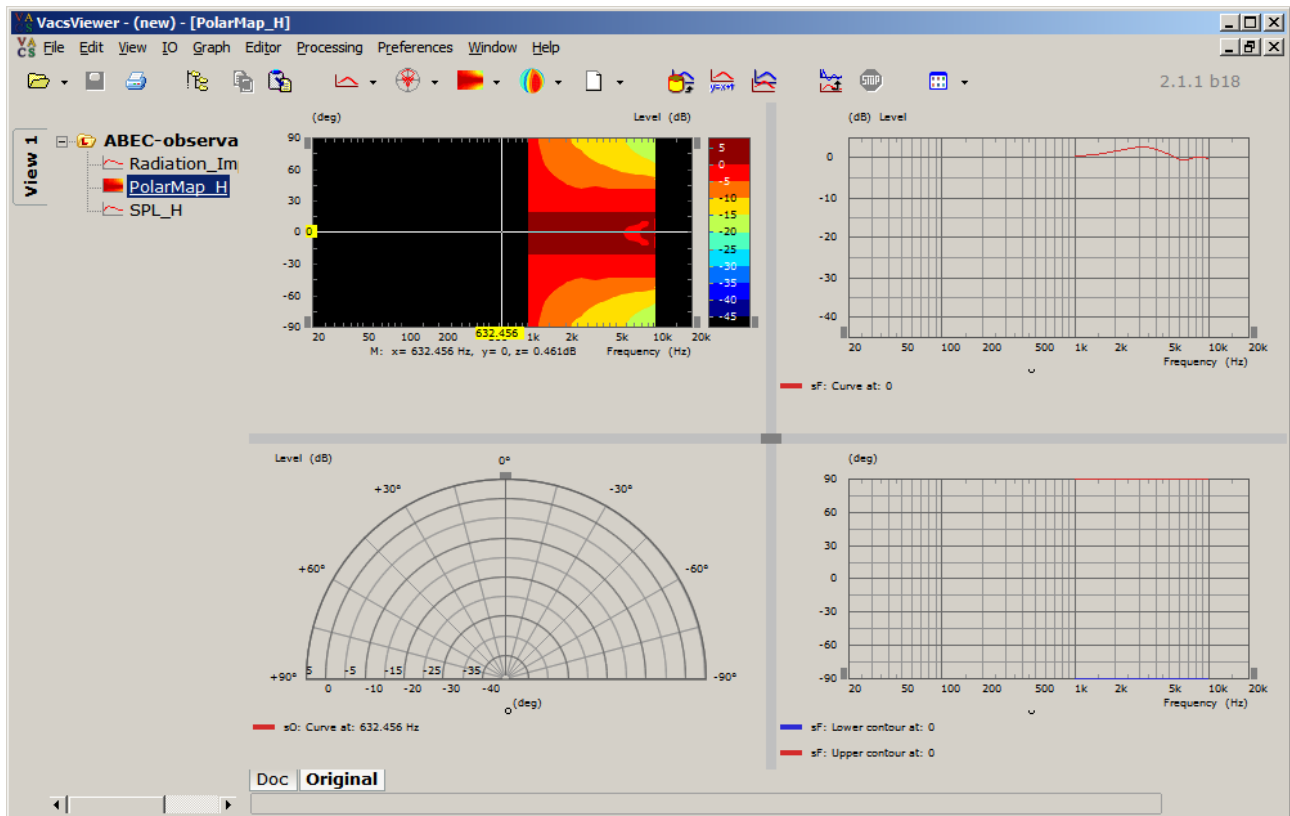 VacsViewer - (new) - [PolarMap_H]
VACS File Edit View IO Graph Editor Processing Preferences Window Help
y=x+t STOP 2.1.1 b18
View 1
ABEC-observa
Radiation_Im
PolarMap_H
SPL_H
(deg) Level (dB)
90
60
30
0 0
-30
-60
-90
5
0
-5
-10
-15
-20
-25
-30
-35
-40
-45
20 50 100 200 632.456 1k 2k 5k 10k 20k
M: x= 632.456 Hz, y= 0, z= 0.461dB Frequency (Hz)
(dB) Level
0
-10
-20
-30
-40
20 50 100 200 500 1k 2k 5k 10k 20k
Frequency (Hz)
sF: Curve at: 0
Level (dB) 0°
+30° -30°
+60° -60°
+90° 5 -5 -15 -25 -35 -90°
0 -10 -20 -30 -40
(deg)
sO: Curve at: 632.456 Hz
(deg)
90
60
30
0
-30
-60
-90
20 50 100 200 500 1k 2k 5k 10k 20k
Frequency (Hz)
sF: Lower contour at: 0
sF: Upper contour at: 0
Doc Original